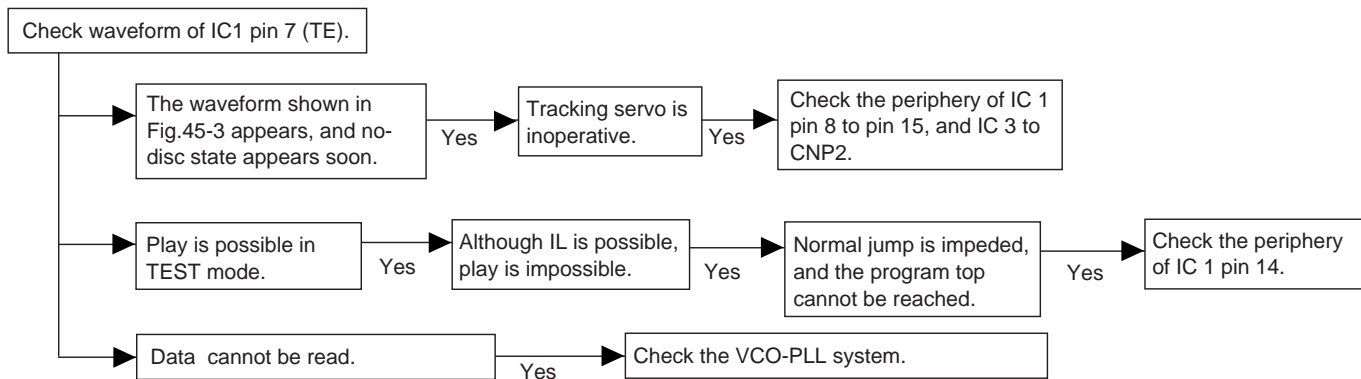 Check waveform of IC1 pin 7 (TE).
The waveform shown in
Fig.45-3 appears, and no-
disc state appears soon.
Yes
Tracking servo is
inoperative.
Yes
Check the periphery of IC 1
pin 8 to pin 15, and IC 3 to
CNP2.
Play is possible in
TEST mode.
Yes
Although IL is possible,
play is impossible.
Yes
Normal jump is impeded,
and the program top
cannot be reached.
Yes
Check the periphery
of IC 1 pin 14.
Data cannot be read.
Yes
Check the VCO-PLL system.